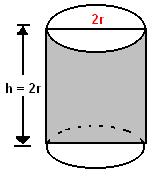 2r
h = 2r